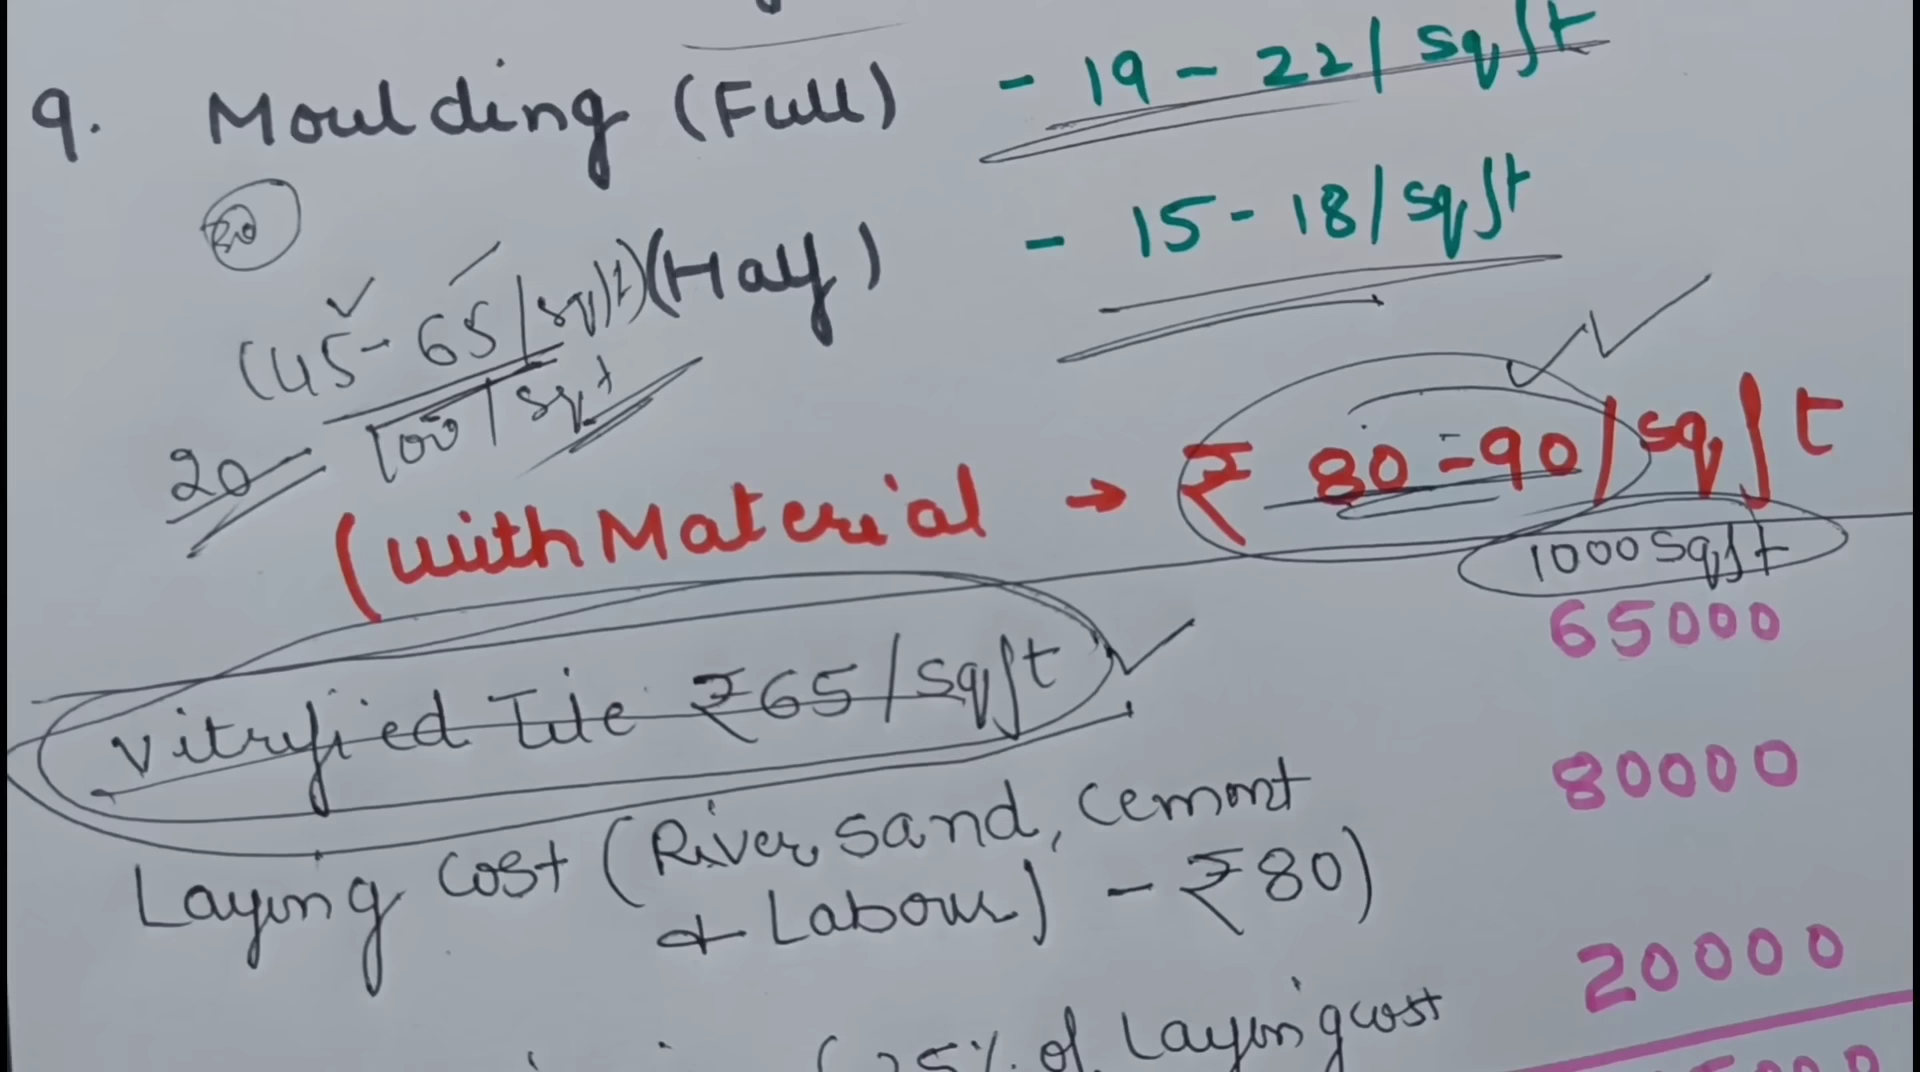 9. Moulding (Full) - 19 - 22/sqft
(Half) - 15 - 18/sqft
(45 - 65/sqft)
100/sqft
20
(with Material → ₹ 80 - 90/sqft
1000 sqft
Vitrified Tile ₹65/sqft 65000
Laying cost (River sand, cement 80000
& Labour) - ₹80)
20000
(25% of Laying cost